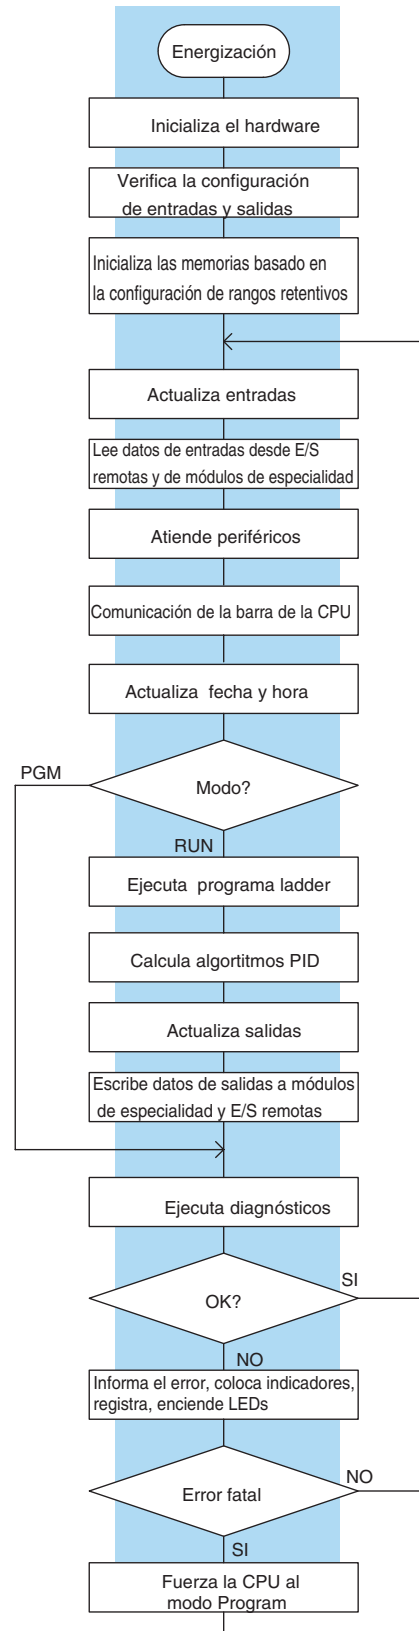 Energización
Inicializa el hardware
Verifica la configuración
de entradas y salidas
Inicializa las memorias basado en
la configuración de rangos retentivos
Actualiza entradas
Lee datos de entradas desde E/S
remotas y de módulos de especialidad
Atiende periféricos
Comunicación de la barra de la CPU
Actualiza fecha y hora
PGM
Modo?
RUN
Ejecuta programa ladder
Calcula algortitmos PID
Actualiza salidas
Escribe datos de salidas a módulos
de especialidad y E/S remotas
Ejecuta diagnósticos
SI
OK?
NO
Informa el error, coloca indicadores,
registra, enciende LEDs
NO
Error fatal
SI
Fuerza la CPU al
modo Program